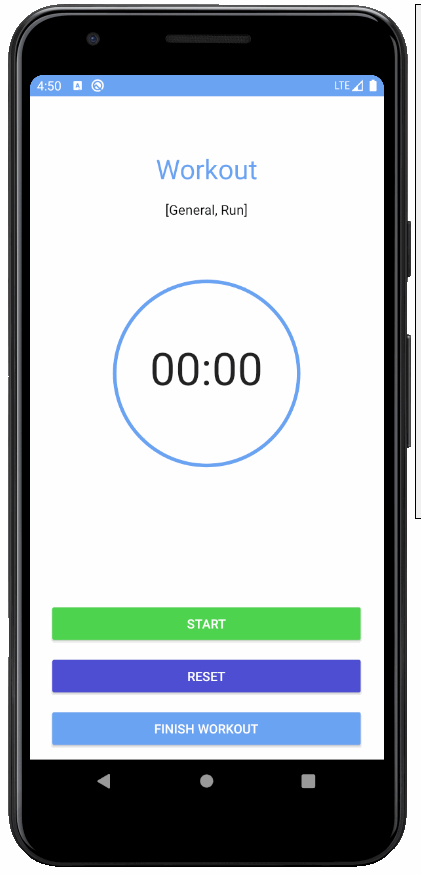 4:50 A LTE
Workout
[General, Run]
00:00
START
RESET
FINISH WORKOUT